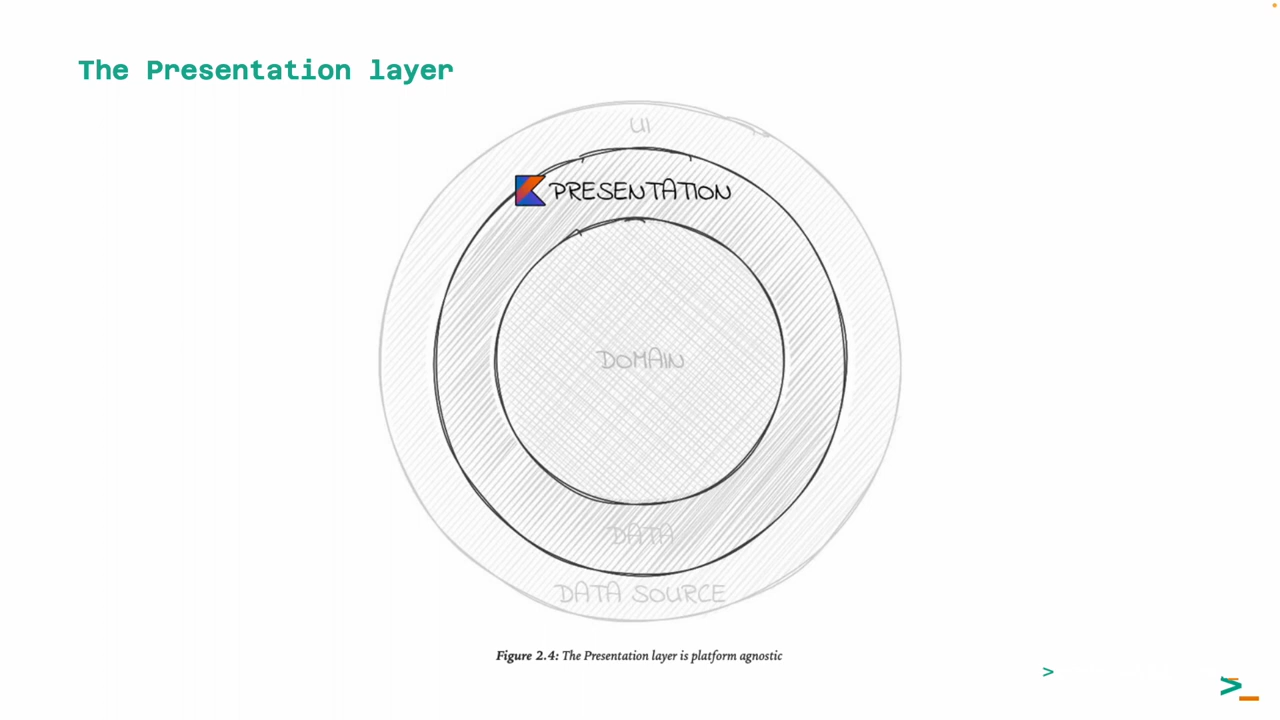 The Presentation layer
UI
PRESENTATION
DOMAIN
DATA
DATA SOURCE
Figure 2.4: The Presentation layer is platform agnostic
>
>_